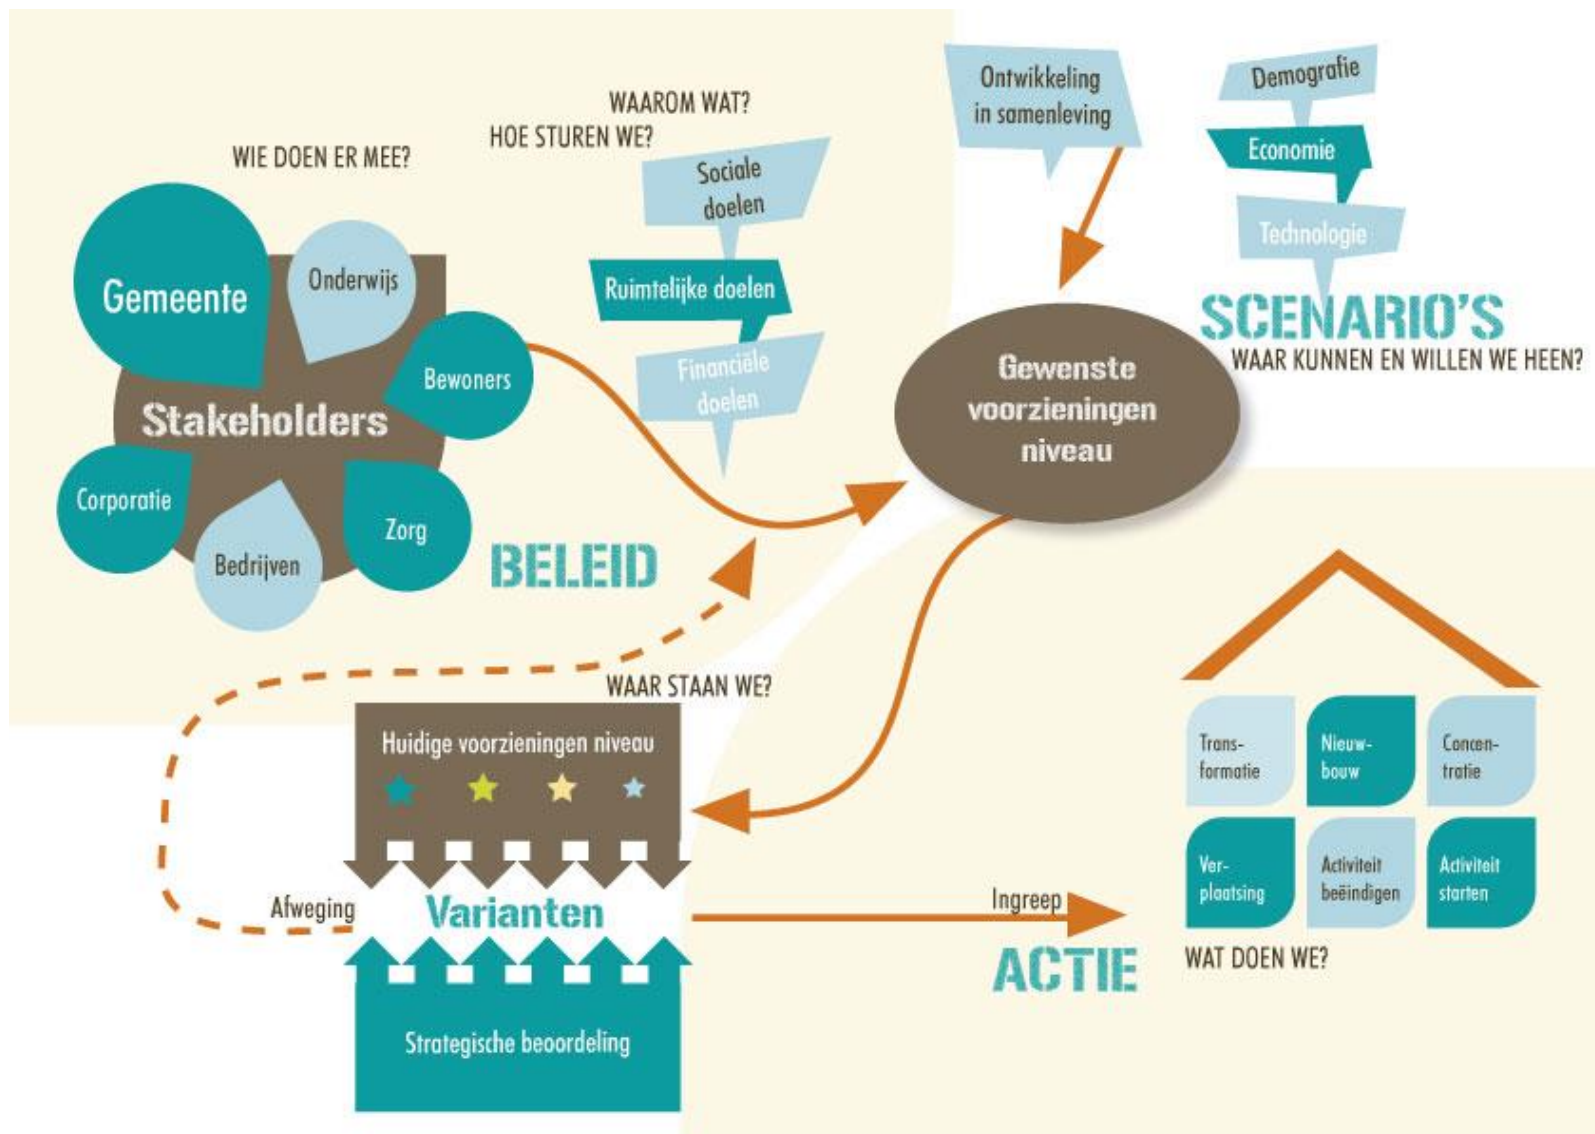 WIE DOEN ER MEE?
Gemeente
Onderwijs
Bewoners
Stakeholders
Corporatie
Bedrijven
Zorg
WAAROM WAT?
HOE STUREN WE?
Sociale
doelen
Ruimtelijke doelen
Financiële
doelen
BELEID
Ontwikkeling
in samenleving
Demografie
Economie
Technologie
SCENARIO'S
WAAR KUNNEN EN WILLEN WE HEEN?
Gewenste
voorzieningen
niveau
WAAR STAAN WE?
Huidige voorzieningen niveau
Afweging
Varianten
Strategische beoordeling
Ingreep
ACTIE
Trans-
formatie
Nieuw-
bouw
Concen-
tratie
Ver-
plaatsing
Activiteit
beëindigen
Activiteit
starten
WAT DOEN WE?